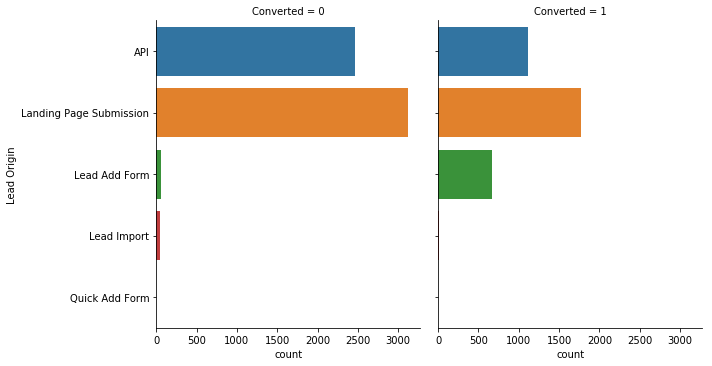 Converted = 0
Converted = 1
API
Landing Page Submission
Lead Add Form
Lead Import
Quick Add Form
Lead Origin
0 500 1000 1500 2000 2500 3000
0 500 1000 1500 2000 2500 3000
count
count